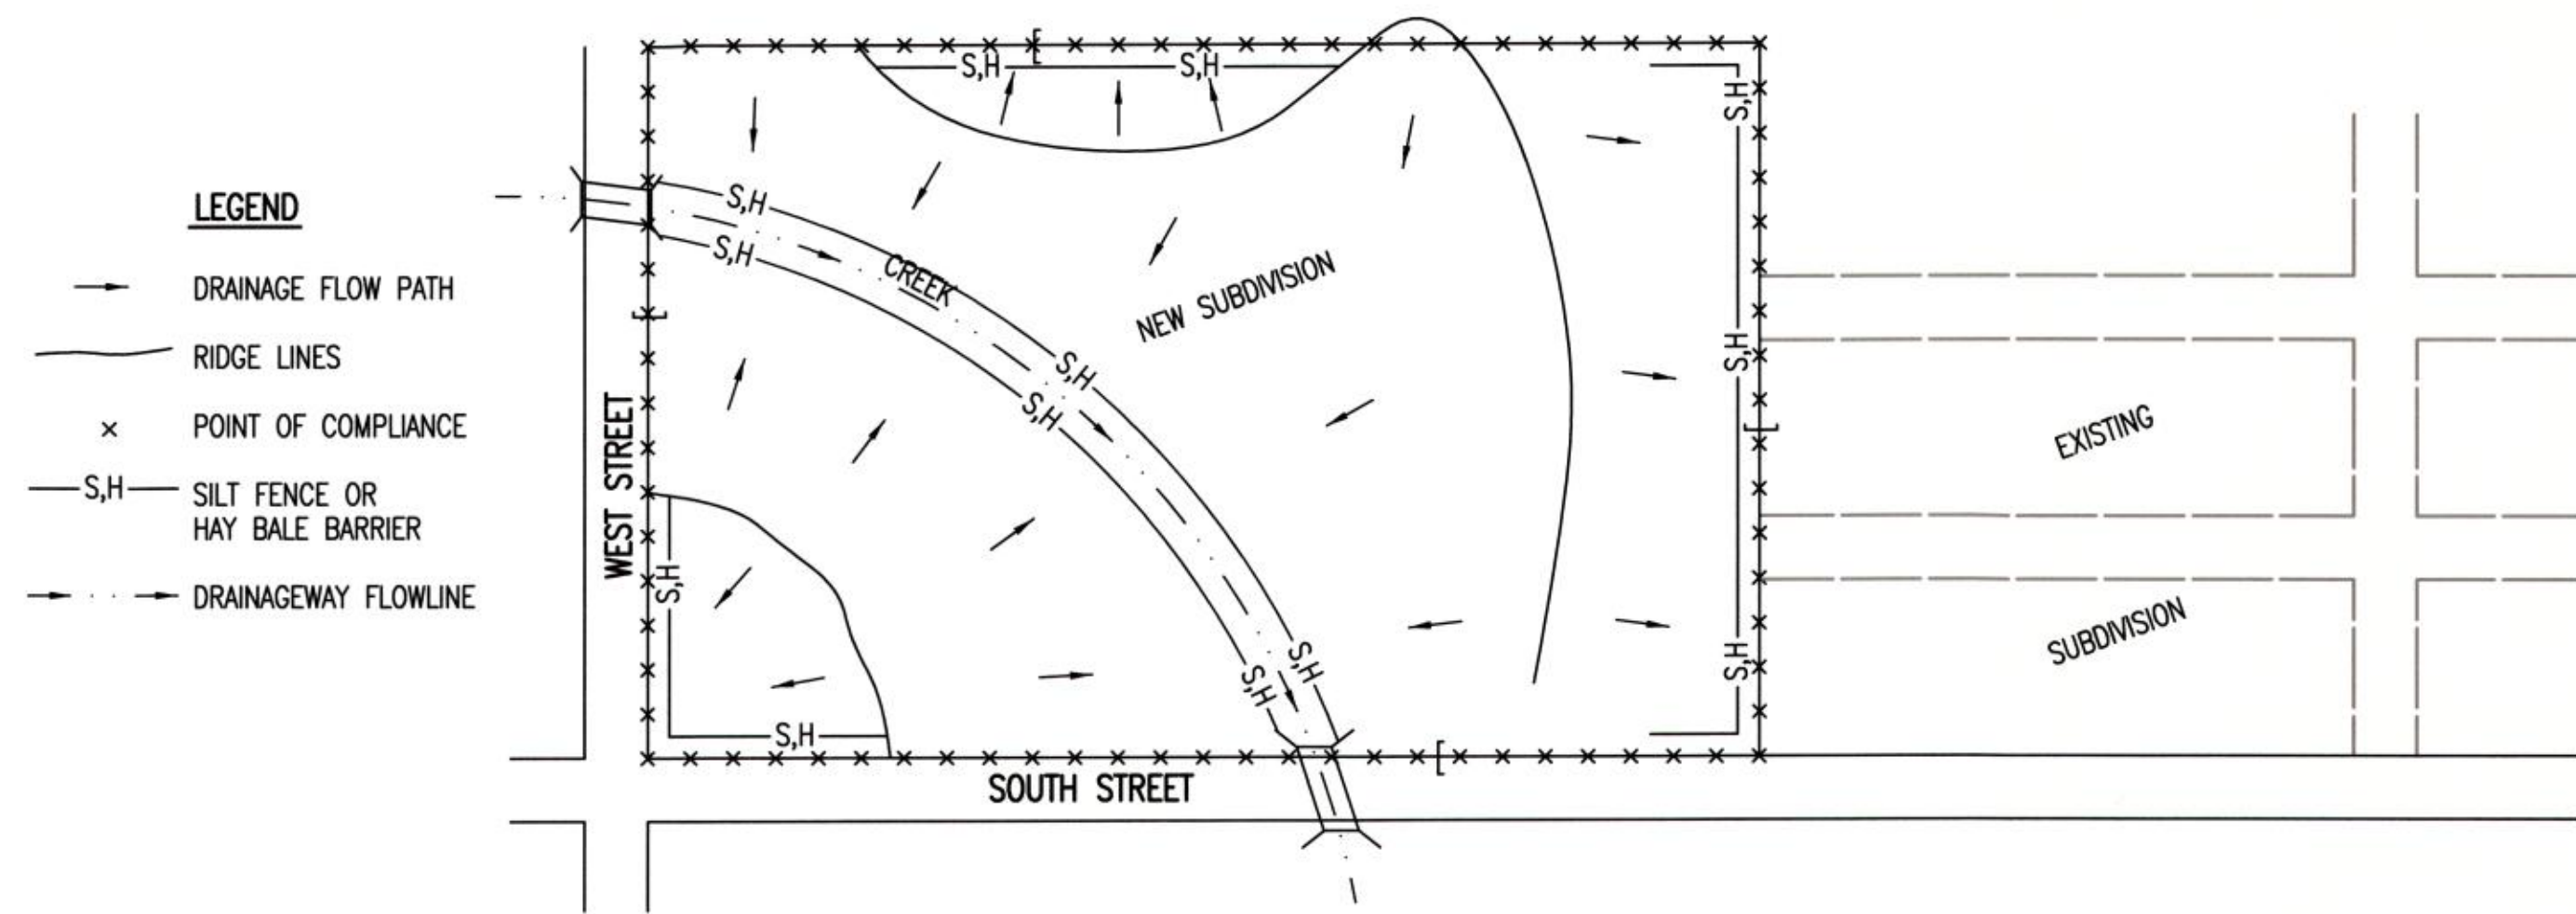 LEGEND
DRAINAGE FLOW PATH
RIDGE LINES
× POINT OF COMPLIANCE
S,H SILT FENCE OR
HAY BALE BARRIER
DRAINAGEWAY FLOWLINE
S,H
S,H
S,H
S,H
S,H
CREEK
NEW SUBDIVISION
S,H
S,H
S,H
S,H
WEST STREET
EXISTING
S,H
S,H
S,H
S,H
S,H
SUBDIVISION
SOUTH STREET